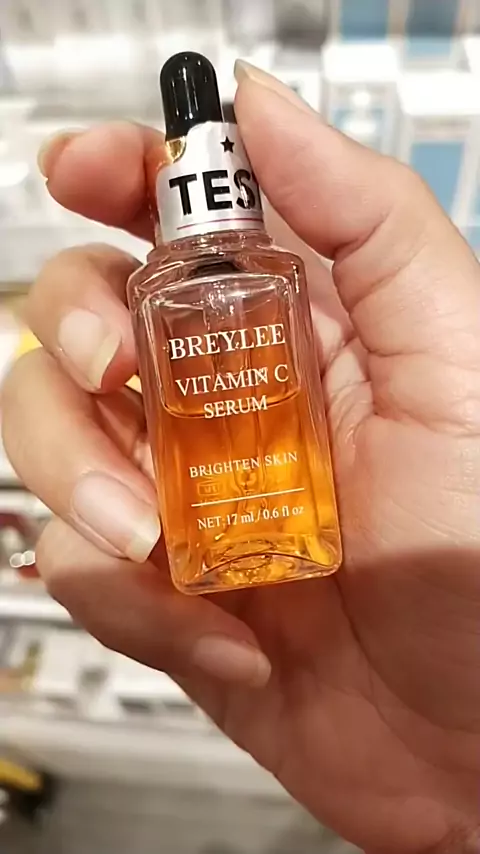 TES
BREYLEE
VITAMIN C
SERUM
BRIGHTEN SKIN
NET 17 ml / 0.6 fl oz